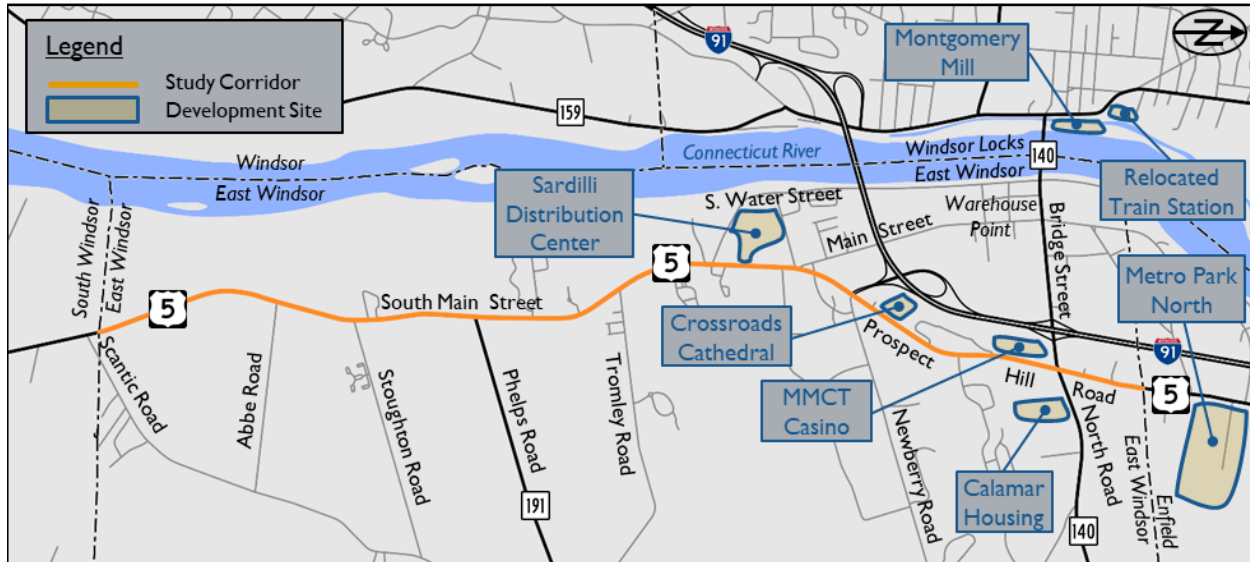 Legend
Study Corridor
Development Site
INTERSTATE
91
Montgomery
Mill
Z
159
Windsor
East Windsor
Connecticut River
Windsor Locks
East Windsor
140
Relocated
Train Station
Sardilli
Distribution
Center
S. Water Street
Main Street
Warehouse
Point
Bridge Street
South Windsor
East Windsor
5
South Main Street
5
Metro Park
North
Crossroads
Cathedral
Prospect Hill Road
INTERSTATE
91
5
MMCT
Casino
Scantic Road
Abbe Road
Stoughton Road
Phelps Road
Tromley Road
Newberry Road
North Road
East Windsor
Enfield
Calamar
Housing
191
140